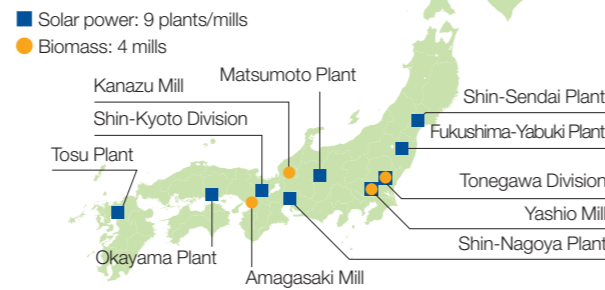 Solar power: 9 plants/mills
Biomass: 4 mills
Matsumoto Plant
Kanazu Mill
Shin-Sendai Plant
Shin-Kyoto Division
Fukushima-Yabuki Plant
Tosu Plant
Tonegawa Division
Yashio Mill
Shin-Nagoya Plant
Okayama Plant
Amagasaki Mill